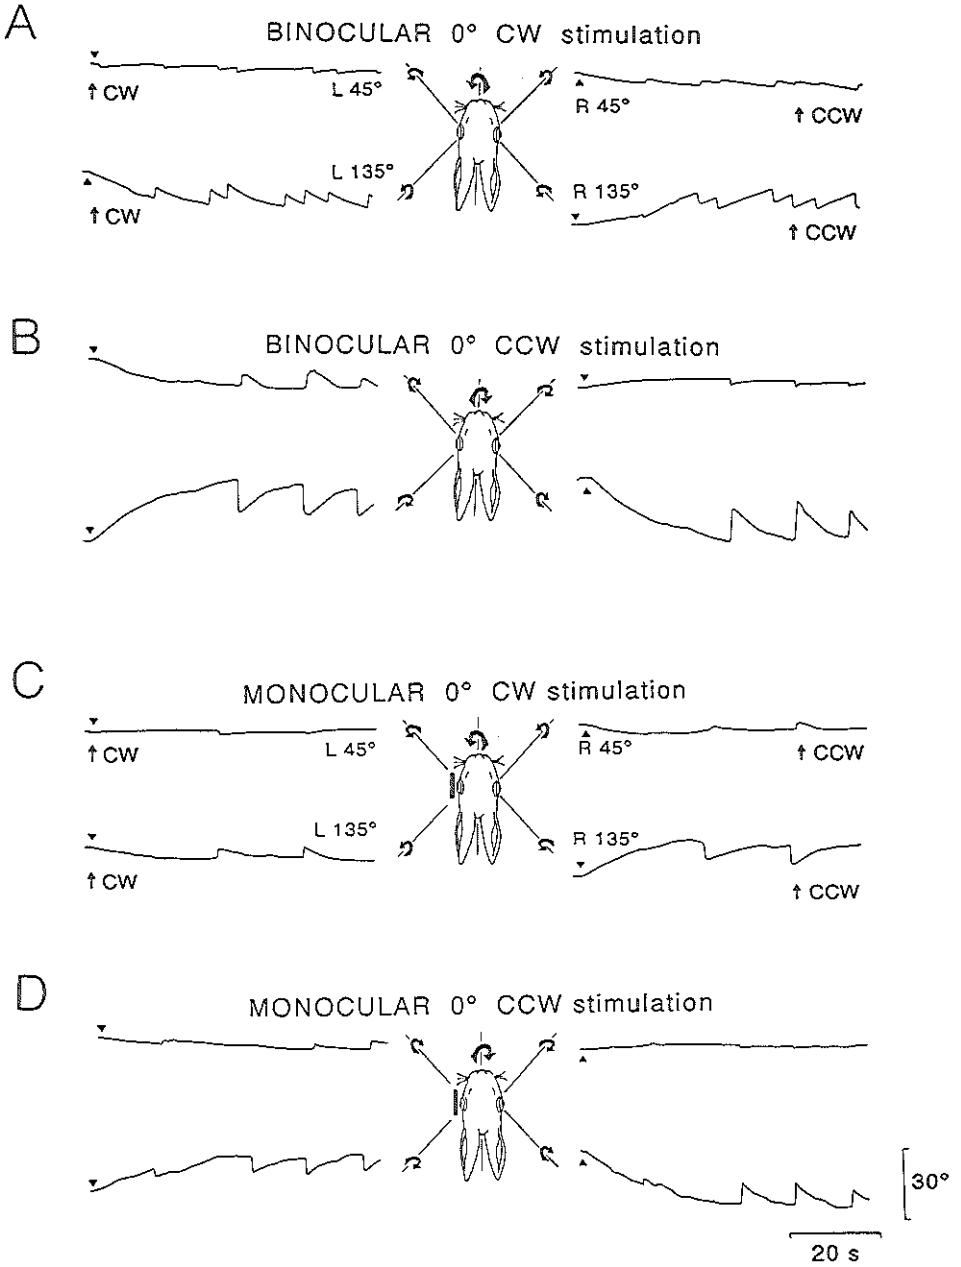 A
BINOCULAR 0° CW stimulation
⇑ CW
L 45°
R 45°
⇑ CCW
L 135°
⇑ CW
R 135°
⇑ CCW
B
BINOCULAR 0° CCW stimulation
C
MONOCULAR 0° CW stimulation
⇑ CW
L 45°
R 45°
⇑ CCW
L 135°
⇑ CW
R 135°
⇑ CCW
D
MONOCULAR 0° CCW stimulation
30°
20 s